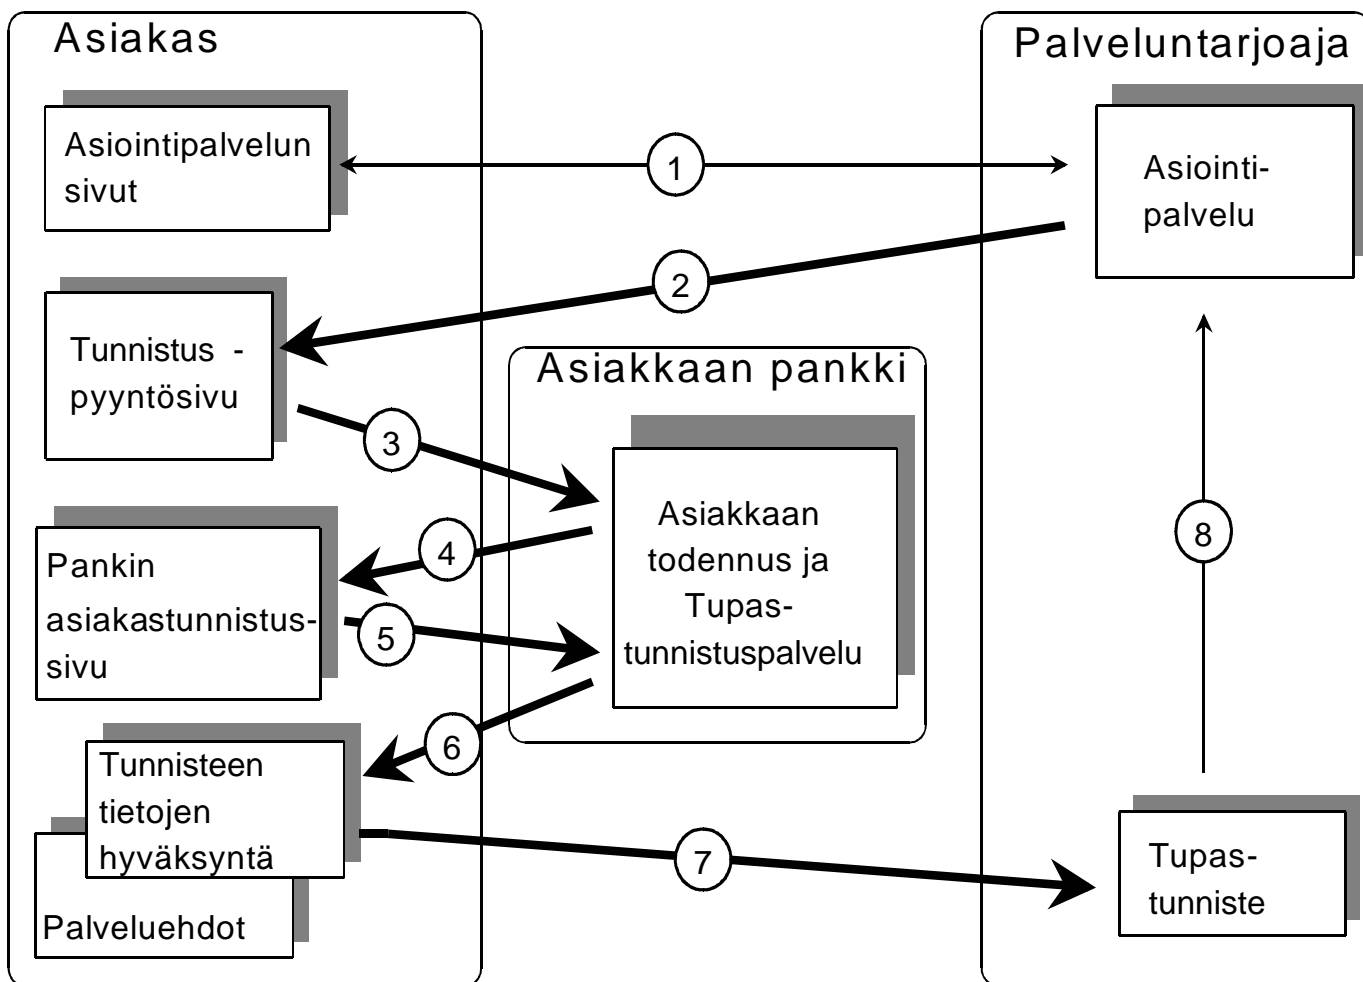 Asiakas
Palveluntarjoaja
Asiointipalvelun
sivut
1
Asiointi-
palvelu
2
Tunnistus -
pyyntösivu
Asiakkaan pankki
3
Asiakkaan
todennus ja
Tupas-
tunnistuspalvelu
4
8
Pankin
asiakastunnistus-
sivu
5
6
Tunnisteen
tietojen
hyväksyntä
7
Tupas-
tunniste
Palveluehdot